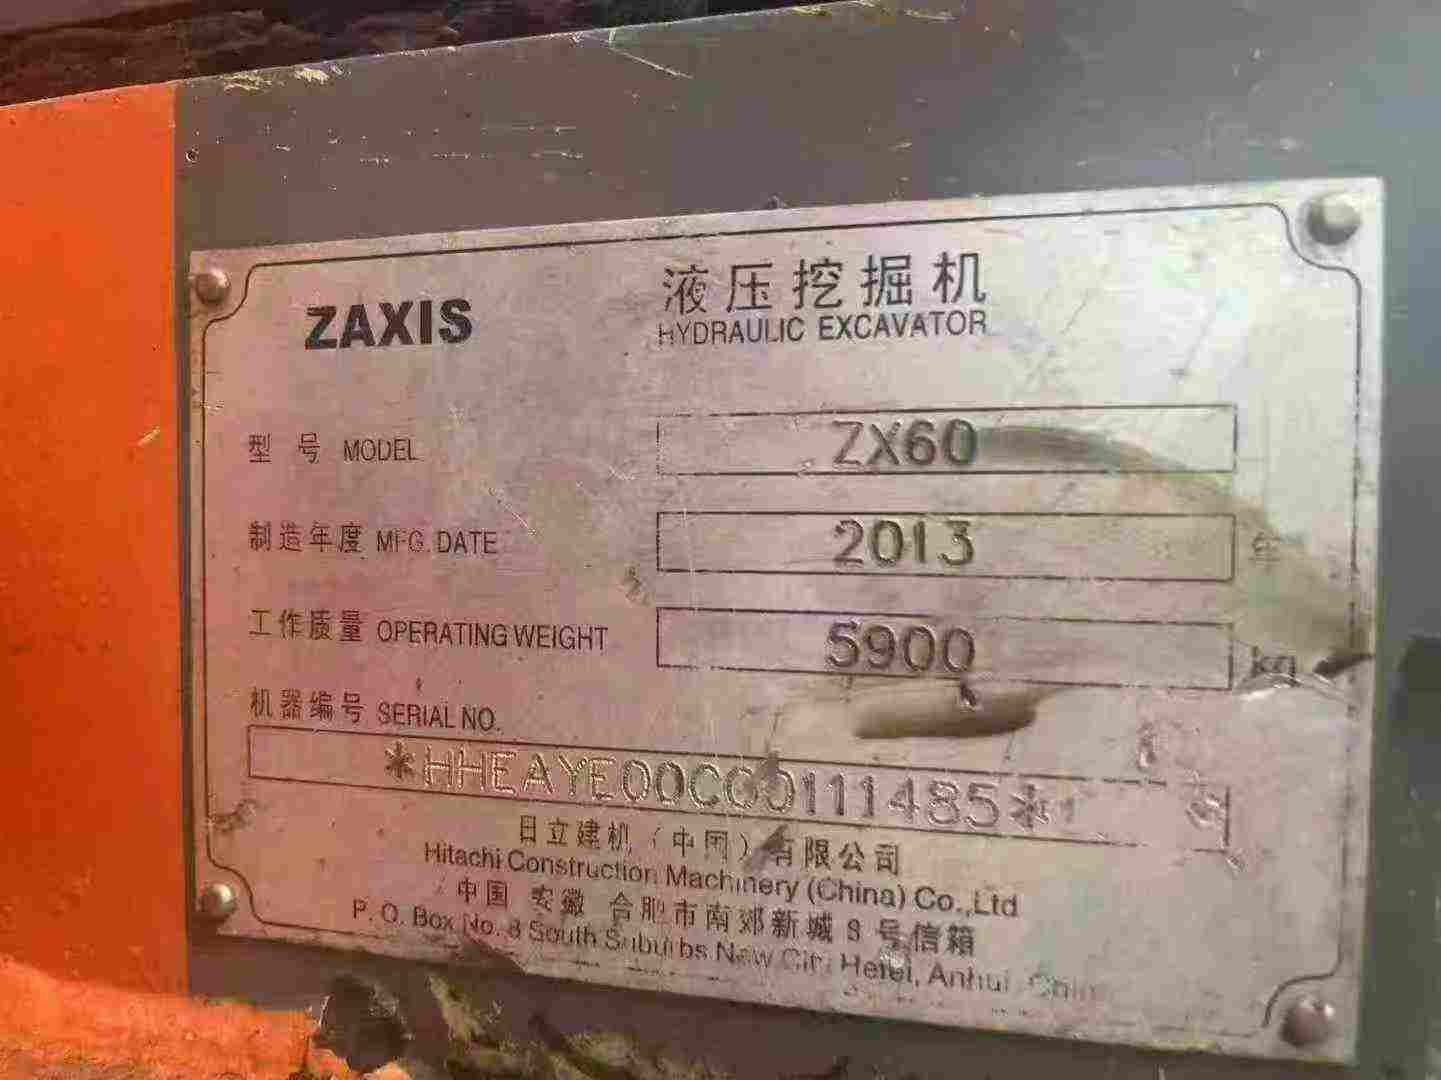 ZAXIS
液压挖掘机
HYDRAULIC EXCAVATOR
型号 MODEL ZX60
制造年度 MFG. DATE 2013 年
工作质量 OPERATING WEIGHT 5900 kg
机器编号 SERIAL NO.
*HHEAYE00C00111485*
日立建机（中国）有限公司
Hitachi Construction Machinery (China) Co.,Ltd
中国 安徽 合肥市南郊新城8号信箱
P. O. Box No. 8 South Suburbs New City Hefei, Anhui China